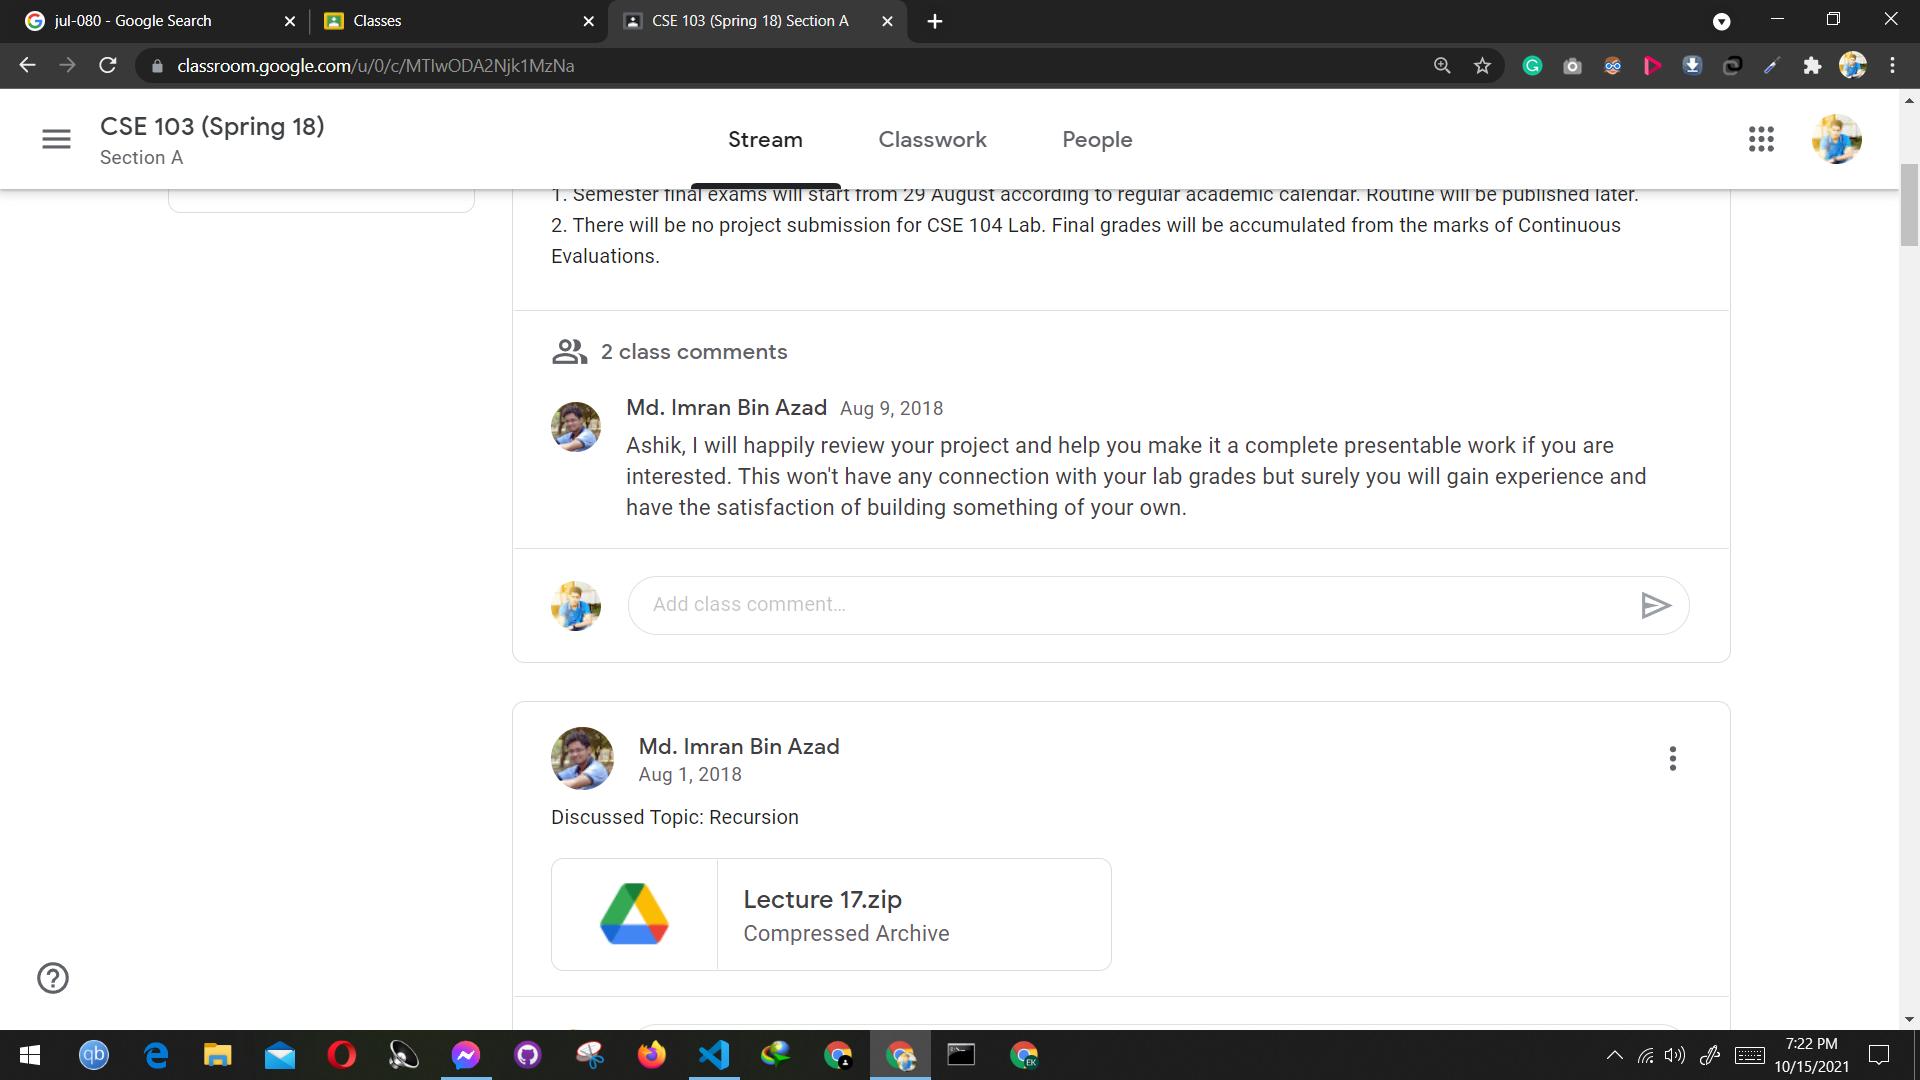 jul-080 - Google Search
Classes
CSE 103 (Spring 18) Section A
classroom.google.com/u/0/c/MTIwODA2Njk1MzNa
CSE 103 (Spring 18)
Section A
Stream
Classwork
People
1. Semester final exams will start from 29 August according to regular academic calendar. Routine will be published later.
2. There will be no project submission for CSE 104 Lab. Final grades will be accumulated from the marks of Continuous
Evaluations.
2 class comments
Md. Imran Bin Azad Aug 9, 2018
Ashik, I will happily review your project and help you make it a complete presentable work if you are
interested. This won't have any connection with your lab grades but surely you will gain experience and
have the satisfaction of building something of your own.
Add class comment...
Md. Imran Bin Azad
Aug 1, 2018
Discussed Topic: Recursion
Lecture 17.zip
Compressed Archive
qb
EK
7:22 PM
10/15/2021